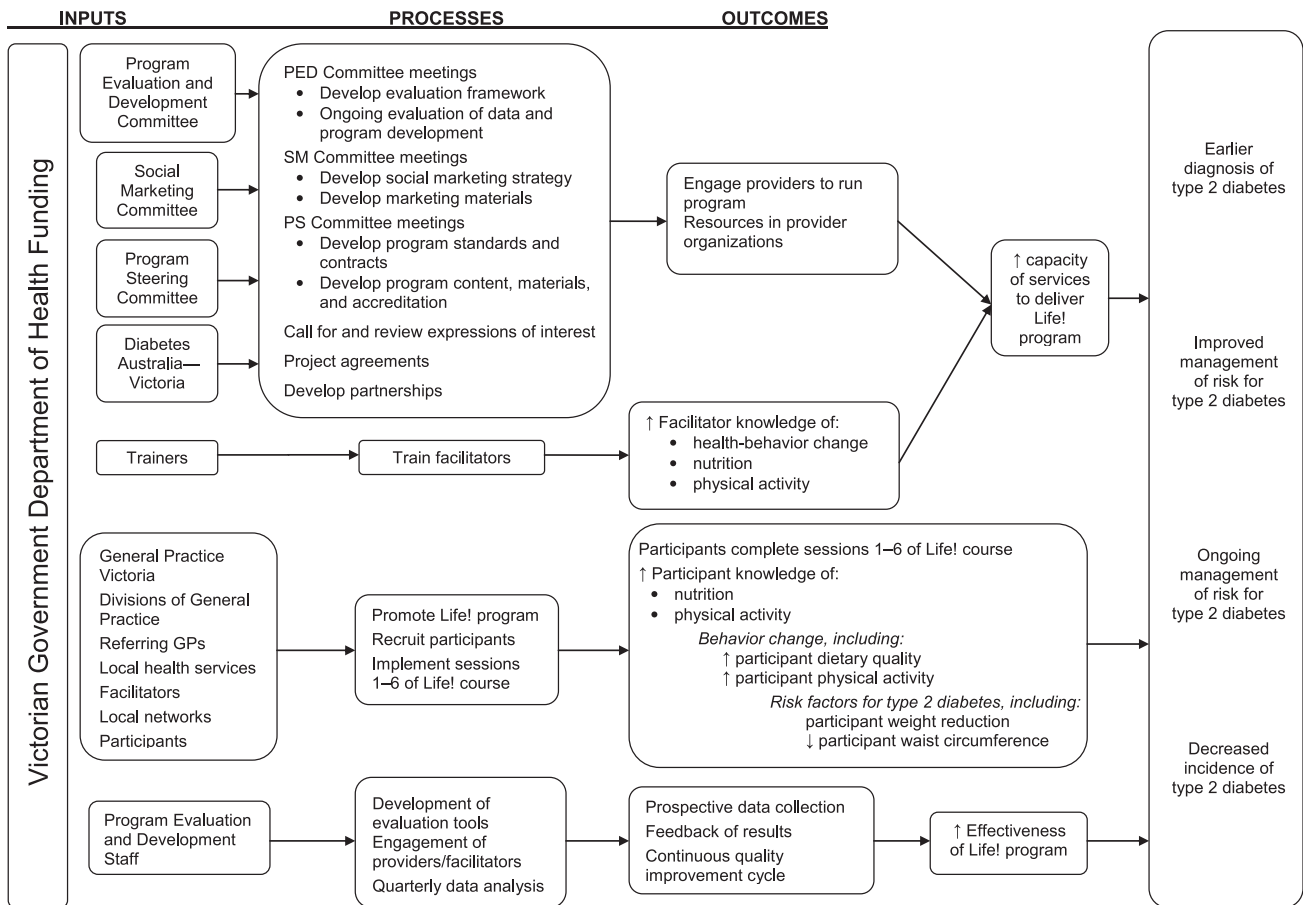 INPUTS
PROCESSES
OUTCOMES
Victorian Government Department of Health Funding
Program
Evaluation and
Development
Committee
Social
Marketing
Committee
Program
Steering
Committee
Diabetes
Australia—
Victoria
PED Committee meetings
• Develop evaluation framework
• Ongoing evaluation of data and
program development
SM Committee meetings
• Develop social marketing strategy
• Develop marketing materials
PS Committee meetings
• Develop program standards and
contracts
• Develop program content, materials,
and accreditation
Call for and review expressions of interest
Project agreements
Develop partnerships
Engage providers to run
program
Resources in provider
organizations
↑ capacity
of services
to deliver
Life!
program
Trainers
Train facilitators
↑ Facilitator knowledge of:
• health-behavior change
• nutrition
• physical activity
General Practice
Victoria
Divisions of General
Practice
Referring GPs
Local health services
Facilitators
Local networks
Participants
Promote Life! program
Recruit participants
Implement sessions
1–6 of Life! course
Participants complete sessions 1–6 of Life! course
↑ Participant knowledge of:
• nutrition
• physical activity
Behavior change, including:
↑ participant dietary quality
↑ participant physical activity
Risk factors for type 2 diabetes, including:
participant weight reduction
↓ participant waist circumference
Program Evaluation
and Development
Staff
Development of
evaluation tools
Engagement of
providers/facilitators
Quarterly data analysis
Prospective data collection
Feedback of results
Continuous quality
improvement cycle
↑ Effectiveness
of Life! program
Earlier
diagnosis of
type 2 diabetes
Improved
management
of risk for
type 2 diabetes
Ongoing
management
of risk for
type 2 diabetes
Decreased
incidence of
type 2 diabetes